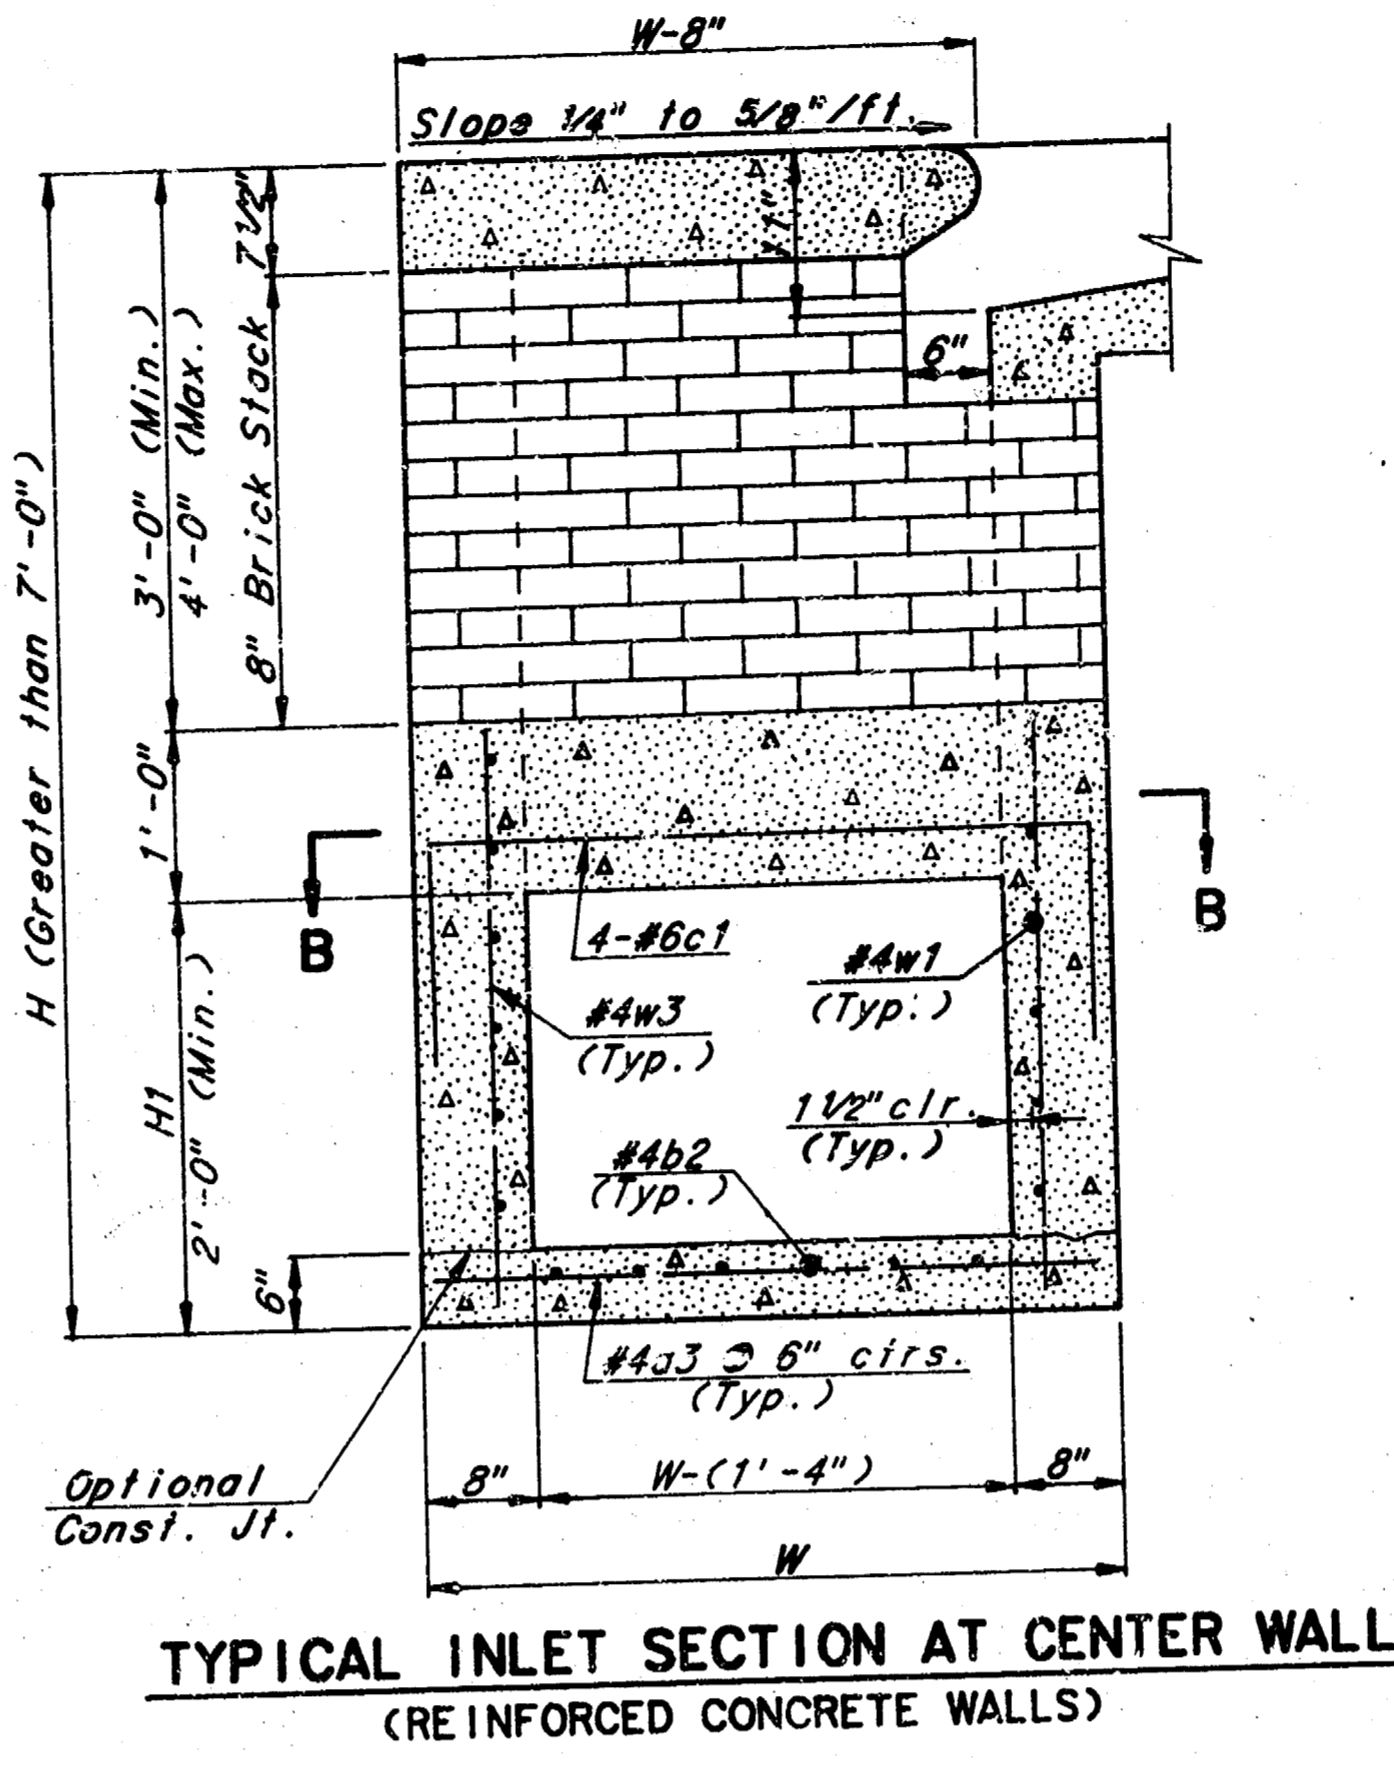 W-8"
Slope 1/4" to 5/8"/ft.
7 1/2"
8" Brick Stack
3'-0" (Min.)
4'-0" (Max.)
H (Greater than 7'-0")
6"
1'-0"
B
B
4-#6c1
#4w1
(Typ.)
#4w3
(Typ.)
H1
2'-0" (Min.)
1 1/2" clr.
(Typ.)
#4b2
(Typ.)
6"
#4a3 @ 6" ctrs.
(Typ.)
Optional
Const. Jt.
8"
W-(1'-4")
8"
W
TYPICAL INLET SECTION AT CENTER WALL
(REINFORCED CONCRETE WALLS)